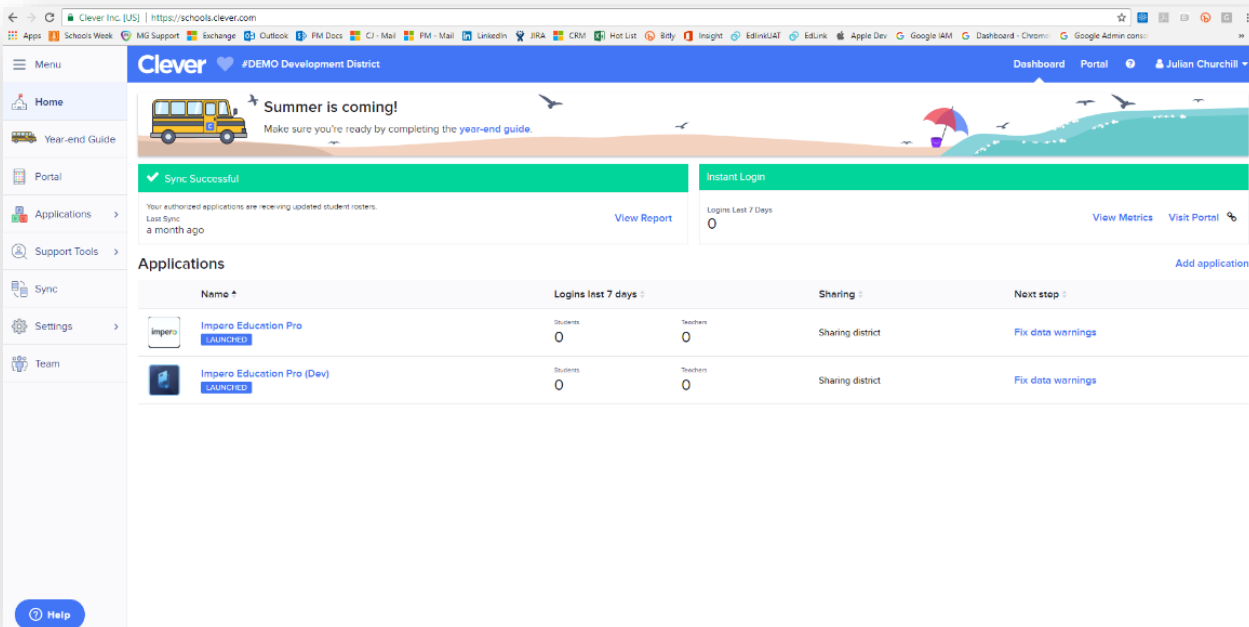 Clever Inc. [US] | https://schools.clever.com
Apps Schools Week MG Support Exchange Outlook PM Docs CJ - Mail PM - Mail LinkedIn JIRA CRM Hot List Bitly Insight EdlinkUAT EdLink Apple Dev Google IAM Dashboard - Chrome Google Admin conso »
Menu
Clever #DEMO Development District
Dashboard Portal ? Julian Churchill
Home
Year-end Guide
Portal
Applications
Support Tools
Sync
Settings
Team
Summer is coming!
Make sure you're ready by completing the year-end guide.
Sync Successful
Your authorized applications are receiving updated student rosters.
Last Sync
a month ago
View Report
Instant Login
Logins Last 7 Days
0
View Metrics Visit Portal
Applications
Add application
Name Logins last 7 days Sharing Next step
impero
Impero Education Pro
LAUNCHED
Students Teachers
0 0
Sharing district
Fix data warnings
Impero Education Pro (Dev)
LAUNCHED
Students Teachers
0 0
Sharing district
Fix data warnings
? Help